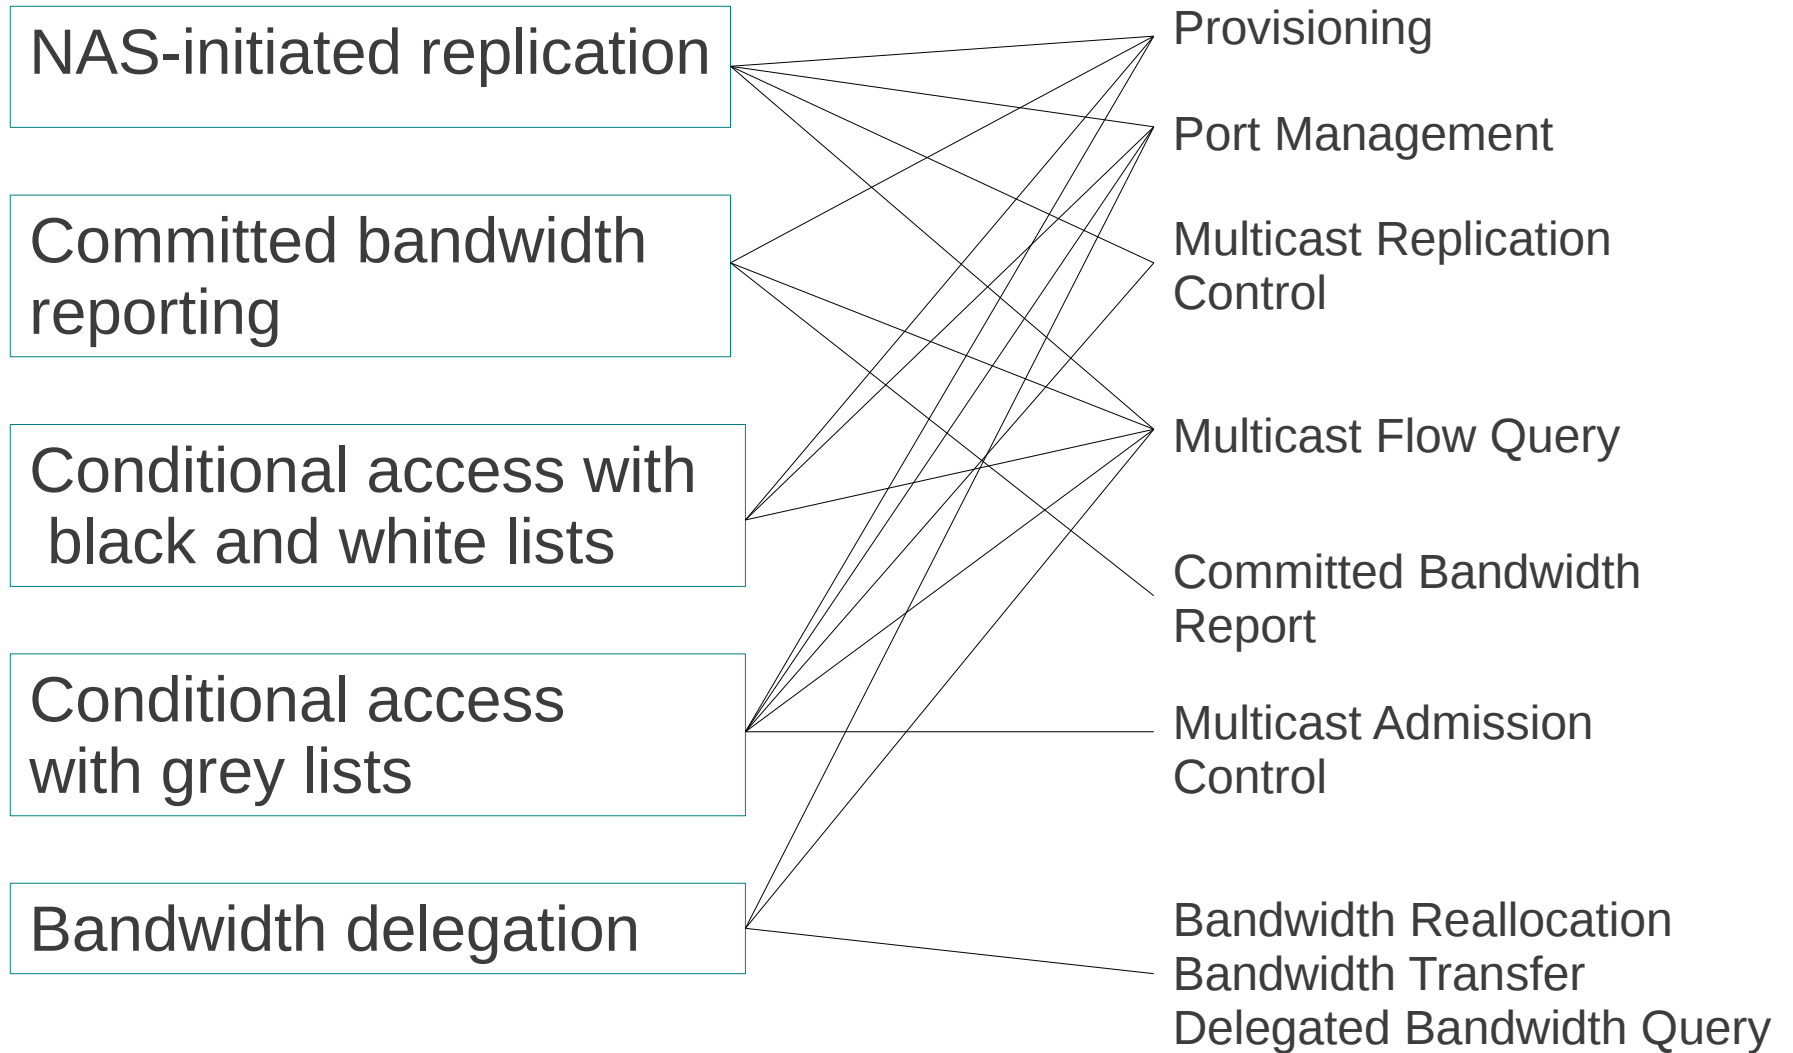 NAS-initiated replication
Committed bandwidth
reporting
Conditional access with
black and white lists
Conditional access
with grey lists
Bandwidth delegation
Provisioning
Port Management
Multicast Replication
Control
Multicast Flow Query
Committed Bandwidth
Report
Multicast Admission
Control
Bandwidth Reallocation
Bandwidth Transfer
Delegated Bandwidth Query